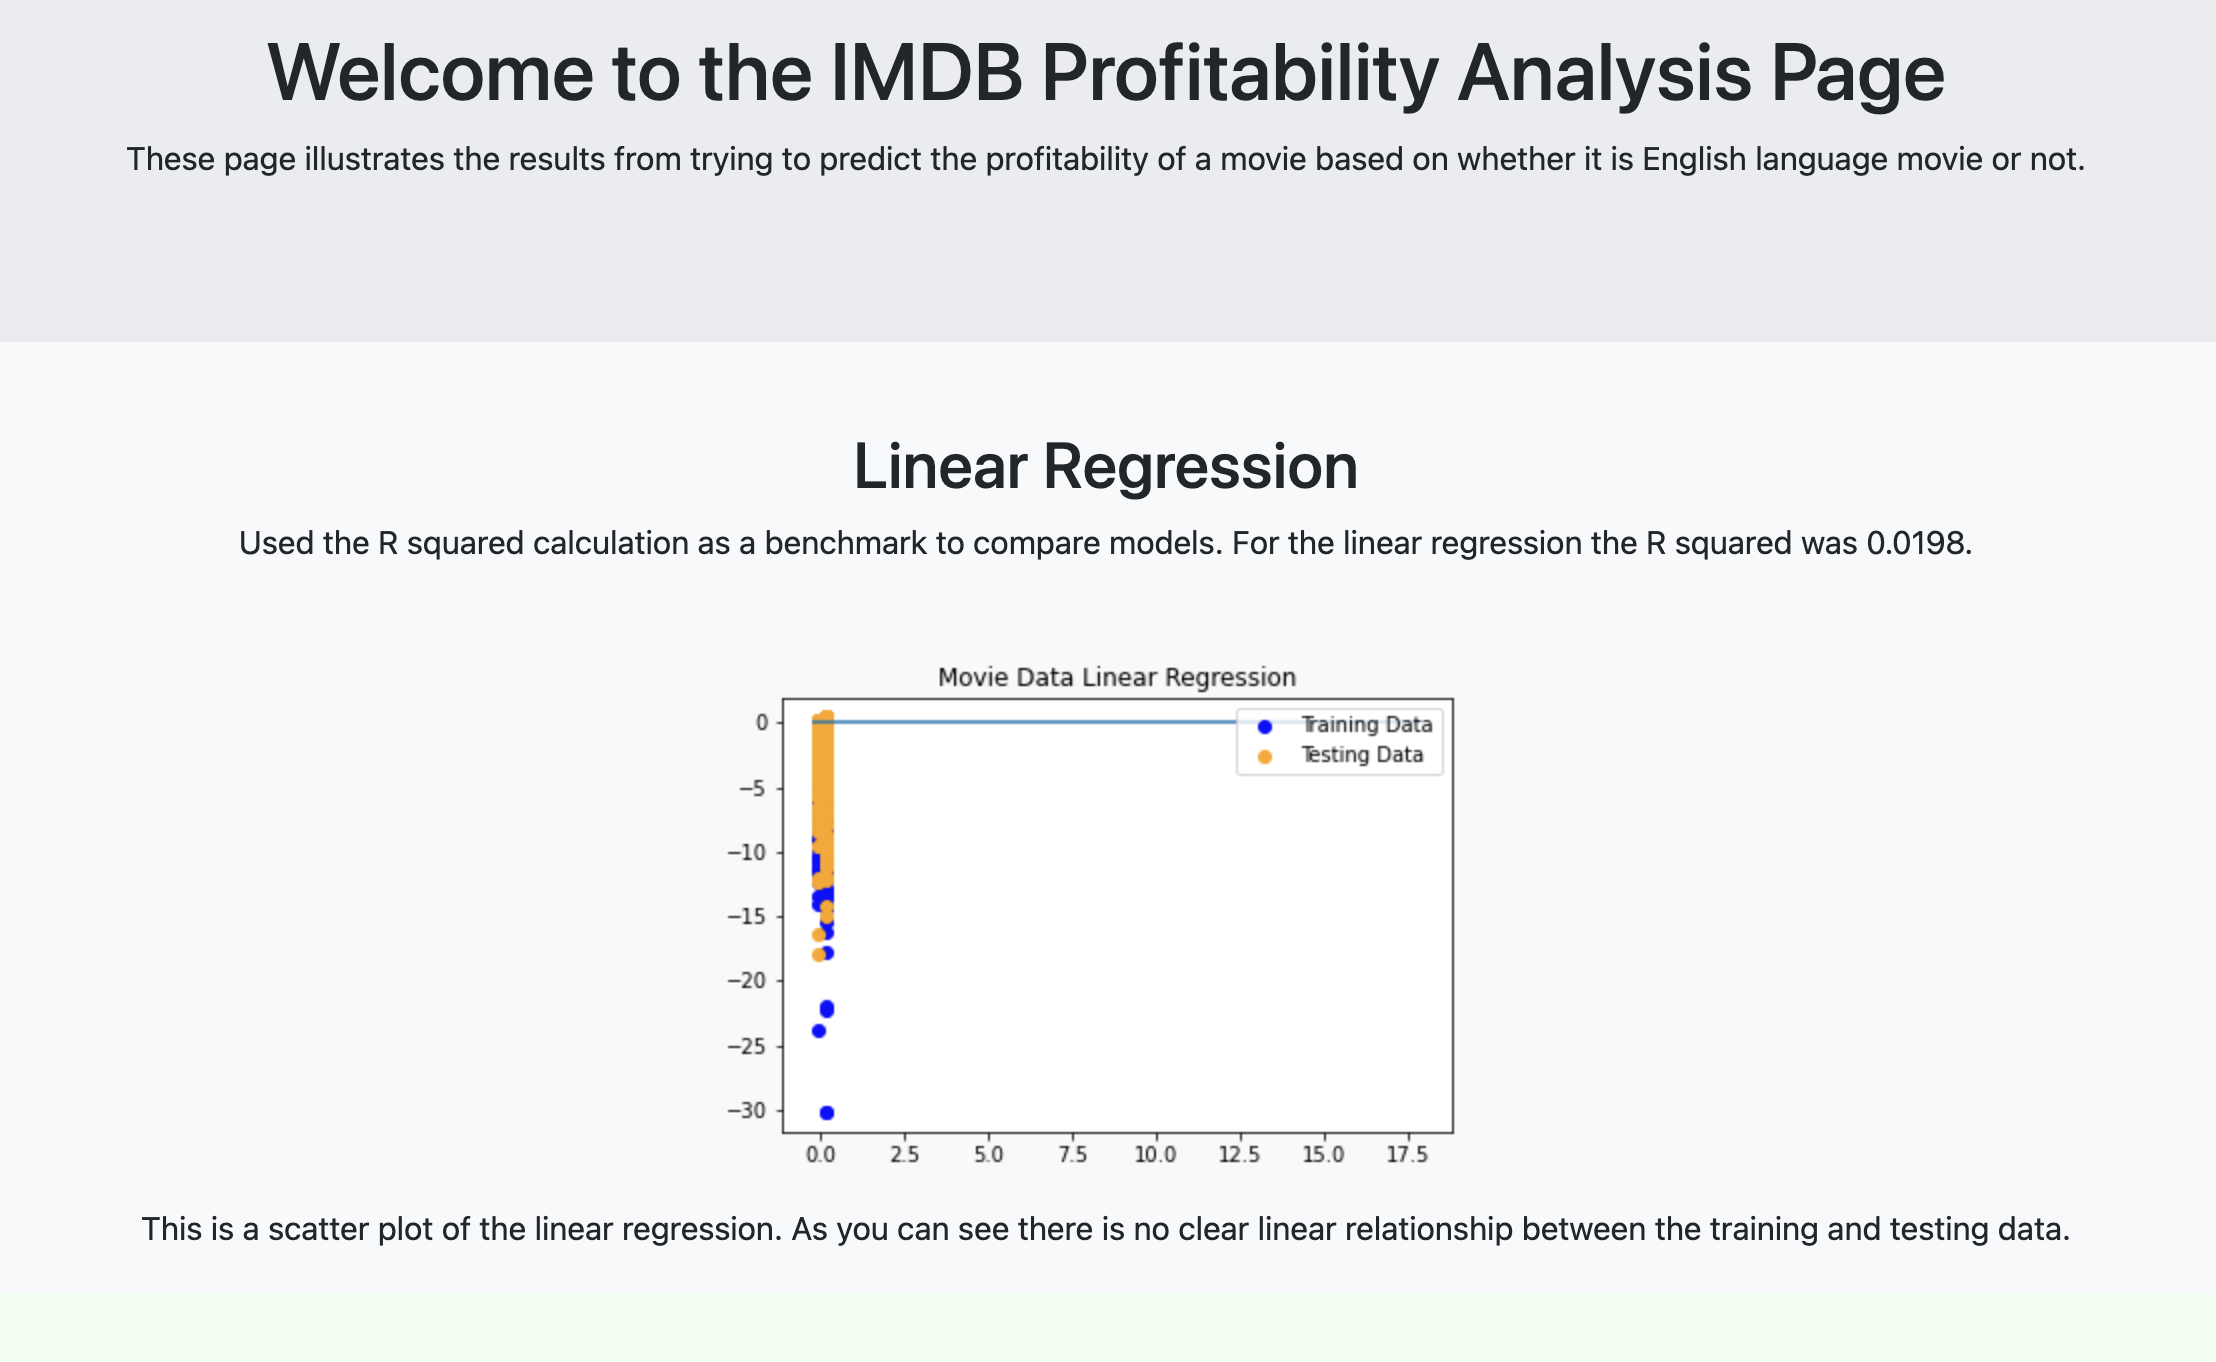 Welcome to the IMDB Profitability Analysis Page
These page illustrates the results from trying to predict the profitability of a movie based on whether it is English language movie or not.
Linear Regression
Used the R squared calculation as a benchmark to compare models. For the linear regression the R squared was 0.0198.
Movie Data Linear Regression
Training Data
Testing Data
0
−5
−10
−15
−20
−25
−30
0.0 2.5 5.0 7.5 10.0 12.5 15.0 17.5
This is a scatter plot of the linear regression. As you can see there is no clear linear relationship between the training and testing data.